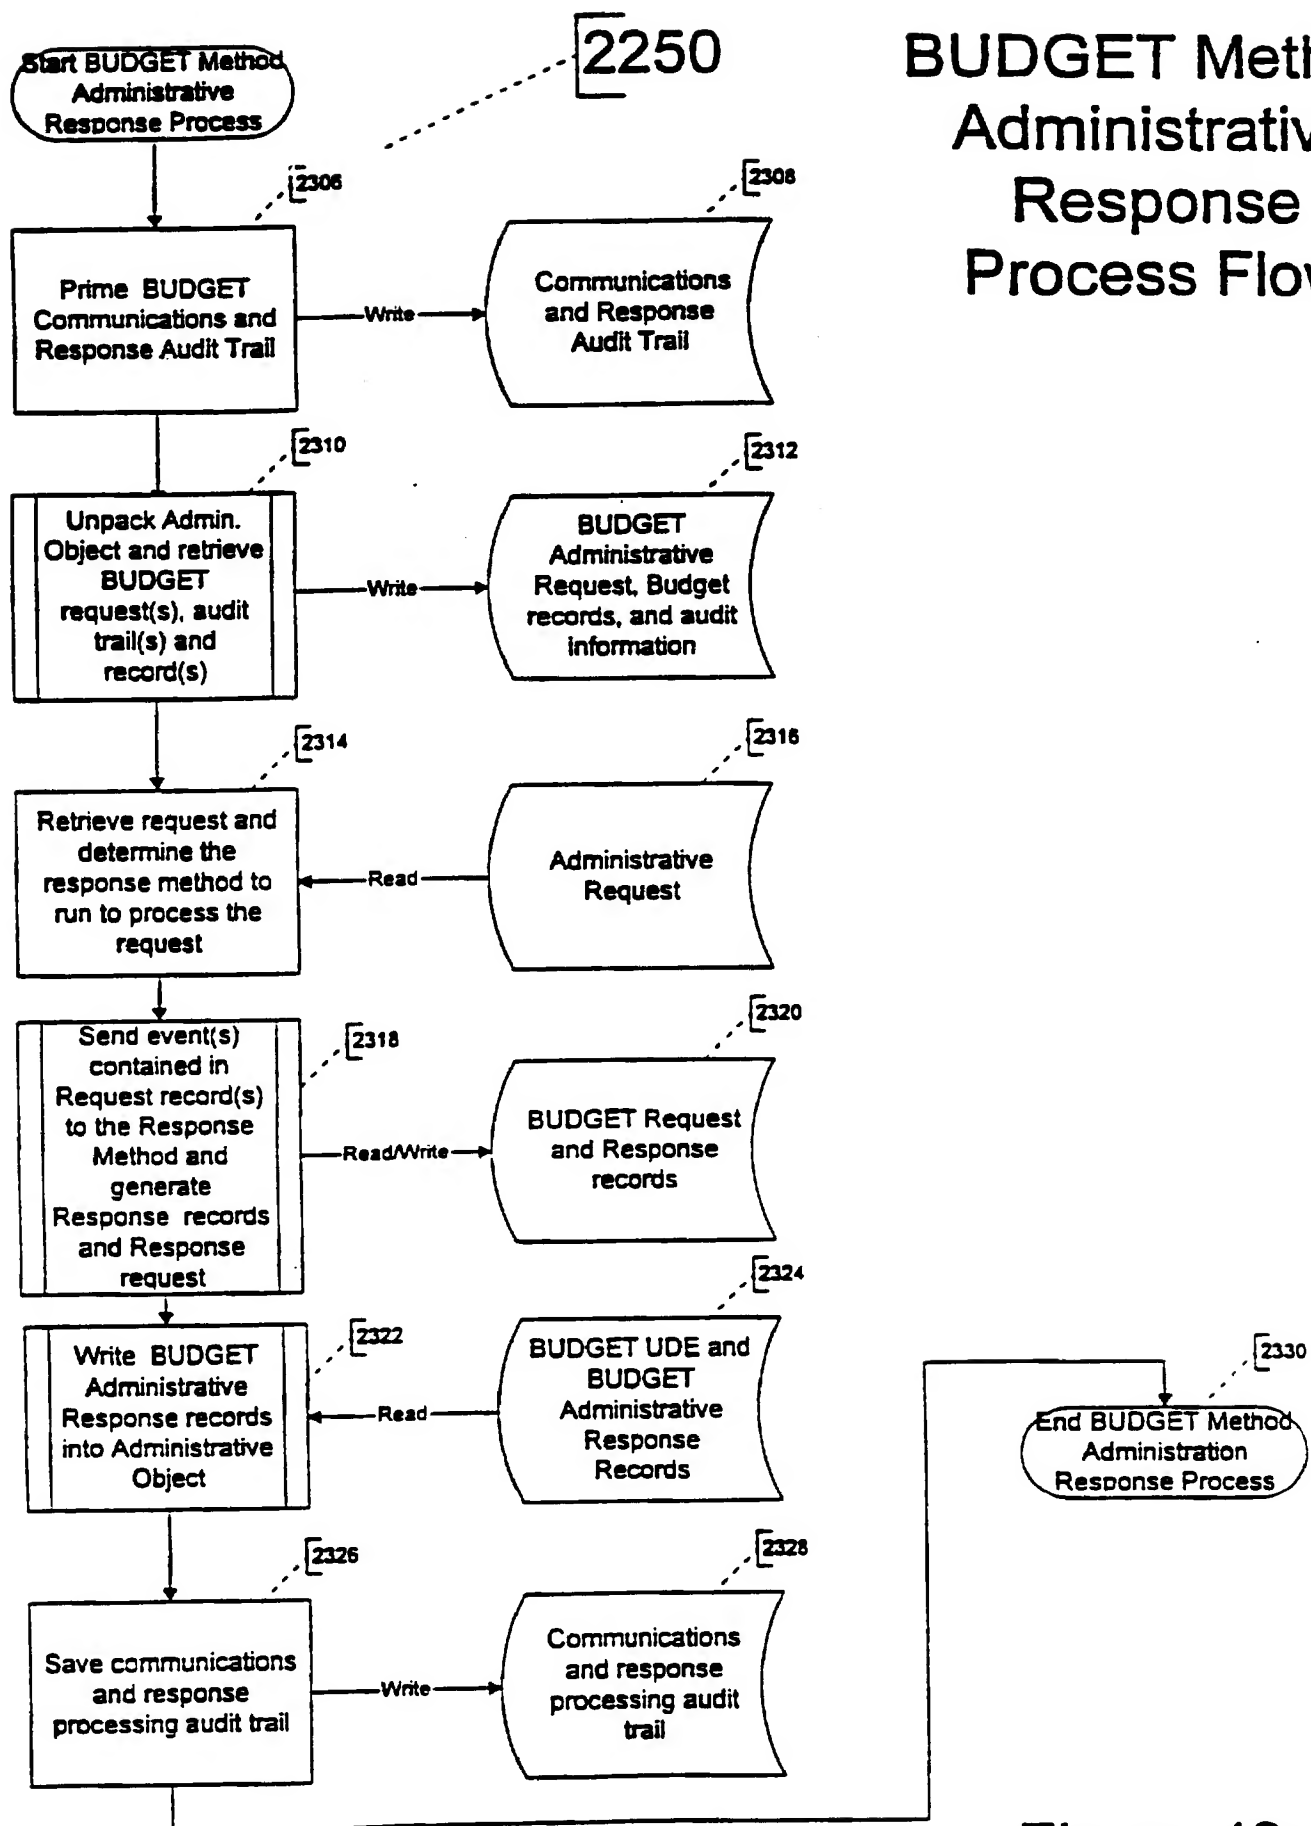 Start BUDGET Method
Administrative
Response Process
2250
BUDGET Meth
Administrativ
Response
Process Flow
2306
Prime BUDGET
Communications and
Response Audit Trail
Write
2308
Communications
and Response
Audit Trail
2310
Unpack Admin.
Object and retrieve
BUDGET
request(s), audit
trail(s) and
record(s)
Write
2312
BUDGET
Administrative
Request, Budget
records, and audit
information
2314
Retrieve request and
determine the
response method to
run to process the
request
Read
2316
Administrative
Request
2318
Send event(s)
contained in
Request record(s)
to the Response
Method and
generate
Response records
and Response
request
Read/Write
2320
BUDGET Request
and Response
records
2322
Write BUDGET
Administrative
Response records
into Administrative
Object
Read
2324
BUDGET UDE and
BUDGET
Administrative
Response
Records
2326
Save communications
and response
processing audit trail
Write
2328
Communications
and response
processing audit
trail
2330
End BUDGET Method
Administration
Response Process